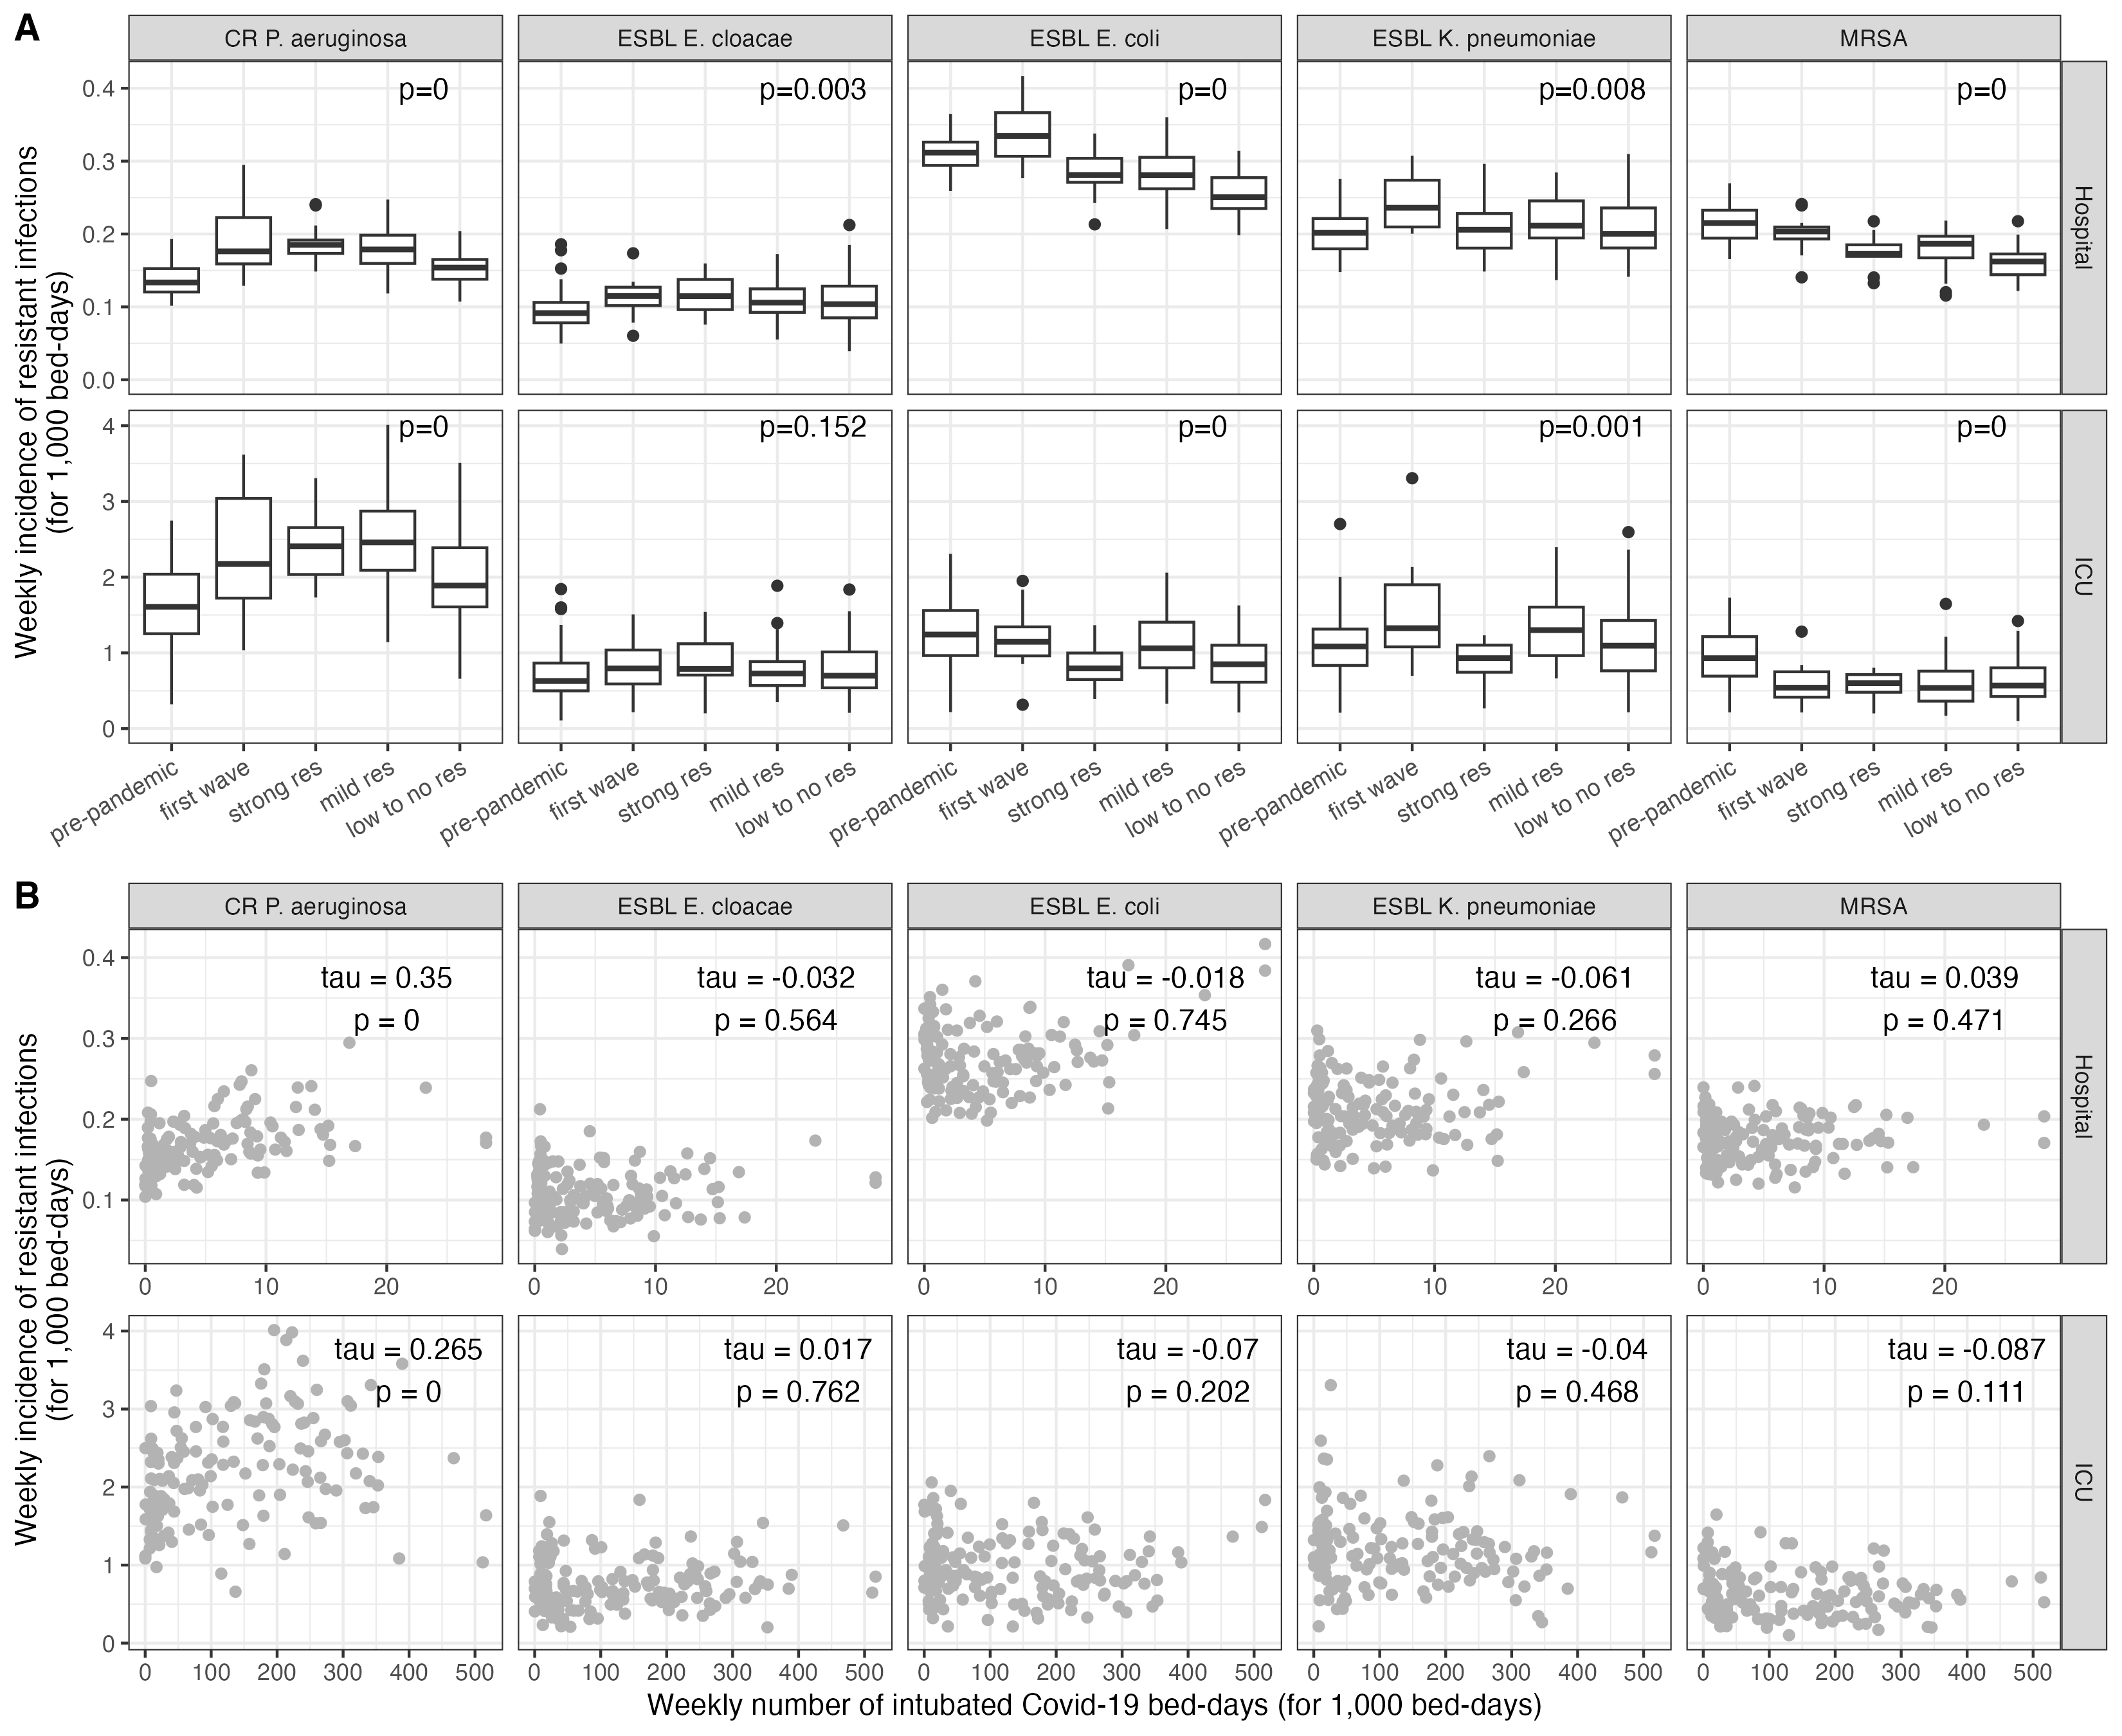 A
CR P. aeruginosa
ESBL E. cloacae
ESBL E. coli
ESBL K. pneumoniae
MRSA
Weekly incidence of resistant infections
(for 1,000 bed-days)
0.4
0.3
0.2
0.1
0.0
p=0
p=0.003
p=0
p=0.008
p=0
Hospital
4
3
2
1
0
p=0
p=0.152
p=0
p=0.001
p=0
ICU
pre-pandemic
first wave
strong res
mild res
low to no res
pre-pandemic
first wave
strong res
mild res
low to no res
pre-pandemic
first wave
strong res
mild res
low to no res
pre-pandemic
first wave
strong res
mild res
low to no res
pre-pandemic
first wave
strong res
mild res
low to no res
B
CR P. aeruginosa
ESBL E. cloacae
ESBL E. coli
ESBL K. pneumoniae
MRSA
Weekly incidence of resistant infections
(for 1,000 bed-days)
0.4
0.3
0.2
0.1
tau = 0.35
p = 0
tau = -0.032
p = 0.564
tau = -0.018
p = 0.745
tau = -0.061
p = 0.266
tau = 0.039
p = 0.471
Hospital
0 10 20
0 10 20
0 10 20
0 10 20
0 10 20
4
3
2
1
0
tau = 0.265
p = 0
tau = 0.017
p = 0.762
tau = -0.07
p = 0.202
tau = -0.04
p = 0.468
tau = -0.087
p = 0.111
ICU
0 100 200 300 400 500
0 100 200 300 400 500
0 100 200 300 400 500
0 100 200 300 400 500
0 100 200 300 400 500
Weekly number of intubated Covid-19 bed-days (for 1,000 bed-days)